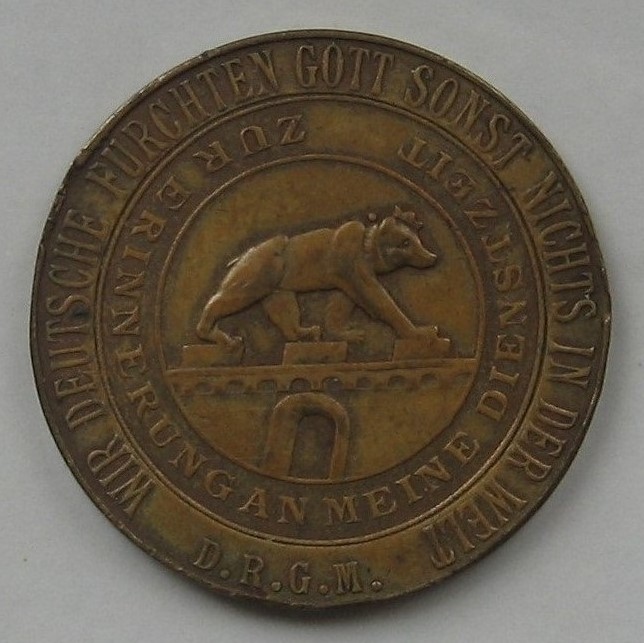 WIR DEUTSCHE FÜRCHTEN GOTT SONST NICHTS IN DER WELT
D.R.G.M.
ZUR ERINNERUNG AN MEINE DIENSTZEIT